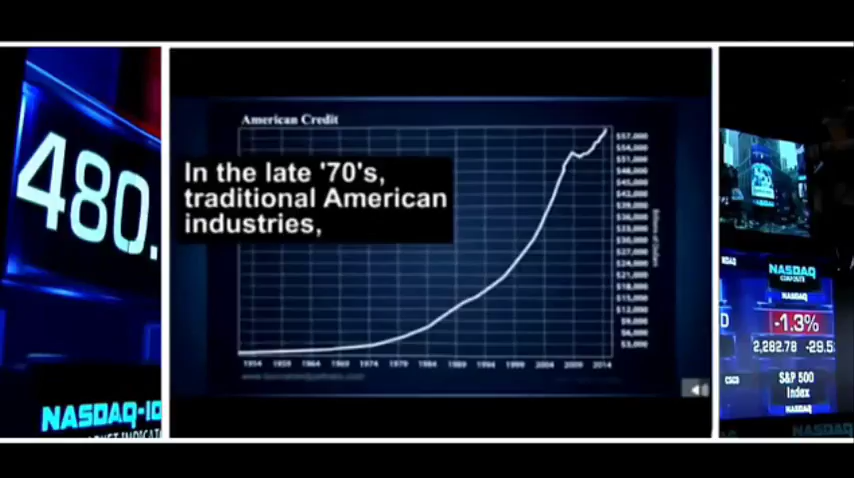 480.
NASDAQ-10
American Credit
In the late '70's,
traditional American
industries,
$57,000
$54,000
$51,000
$48,000
$45,000
$42,000
$39,000
$36,000
$33,000
$30,000
$27,000
$24,000
$21,000
$18,000
$15,000
$12,000
$9,000
$6,000
$3,000
Billions of Dollars
1954 1959 1964 1969 1974 1979 1984 1989 1994 1999 2004 2009 2014
NASDAQ
COMPOSITE
NASDAQ
-1.3%
2,282.78 -29.5
CSCO
S&P 500
Index
NASDAQ
NASDAQ